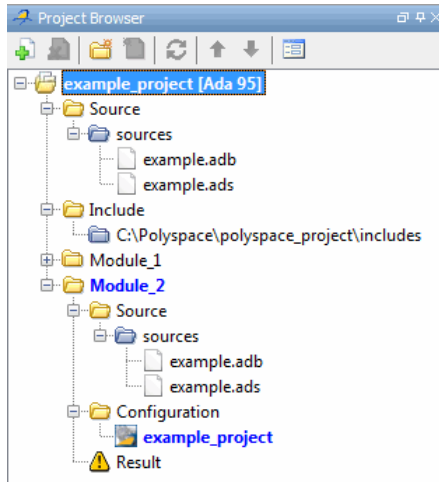 Project Browser
example_project [Ada 95]
Source
sources
example.adb
example.ads
Include
C:\Polyspace\polyspace_project\includes
Module_1
Module_2
Source
sources
example.adb
example.ads
Configuration
example_project
Result